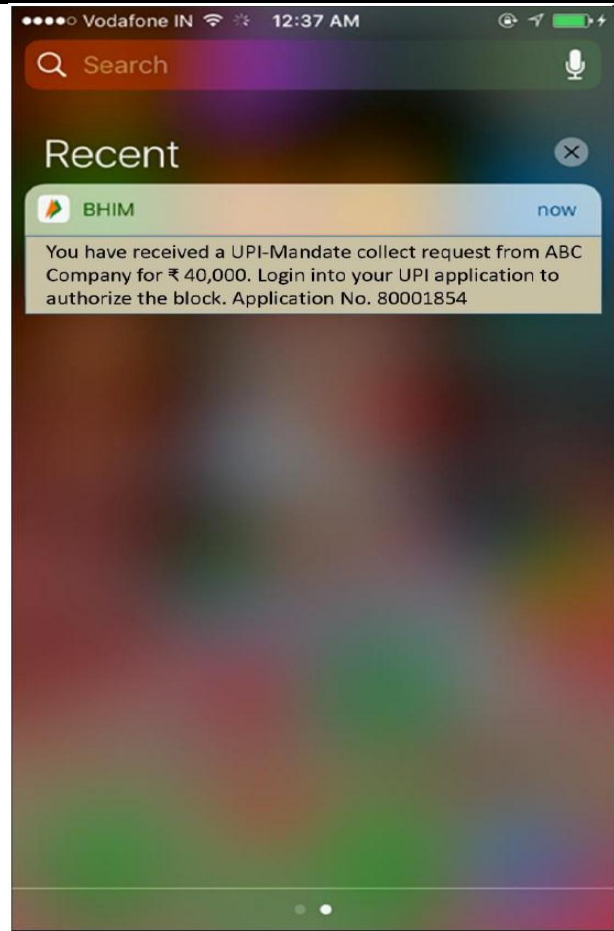 Vodafone IN 12:37 AM
Search
Recent
BHIM now
You have received a UPI-Mandate collect request from ABC
Company for ₹ 40,000. Login into your UPI application to
authorize the block. Application No. 80001854